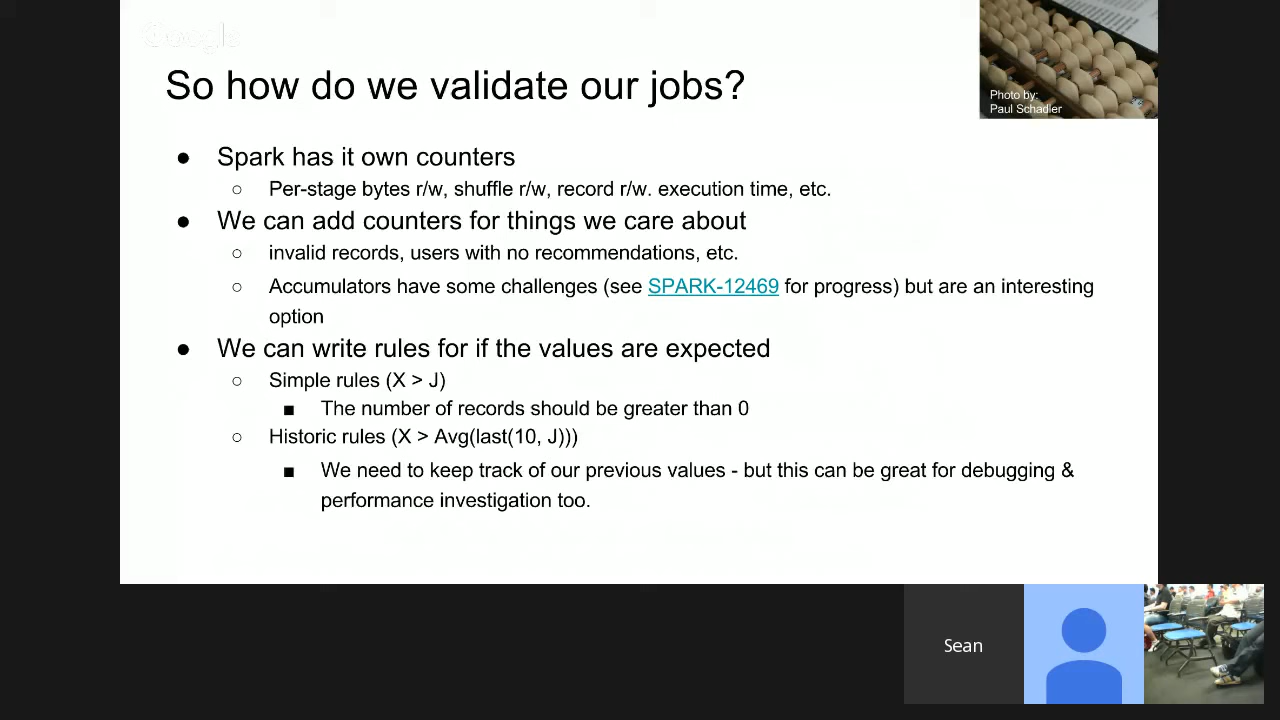 Google
So how do we validate our jobs?
Photo by:
Paul Schadler
● Spark has it own counters
○ Per-stage bytes r/w, shuffle r/w, record r/w. execution time, etc.
● We can add counters for things we care about
○ invalid records, users with no recommendations, etc.
○ Accumulators have some challenges (see SPARK-12469 for progress) but are an interesting
option
● We can write rules for if the values are expected
○ Simple rules (X > J)
■ The number of records should be greater than 0
○ Historic rules (X > Avg(last(10, J)))
■ We need to keep track of our previous values - but this can be great for debugging &
performance investigation too.
Sean